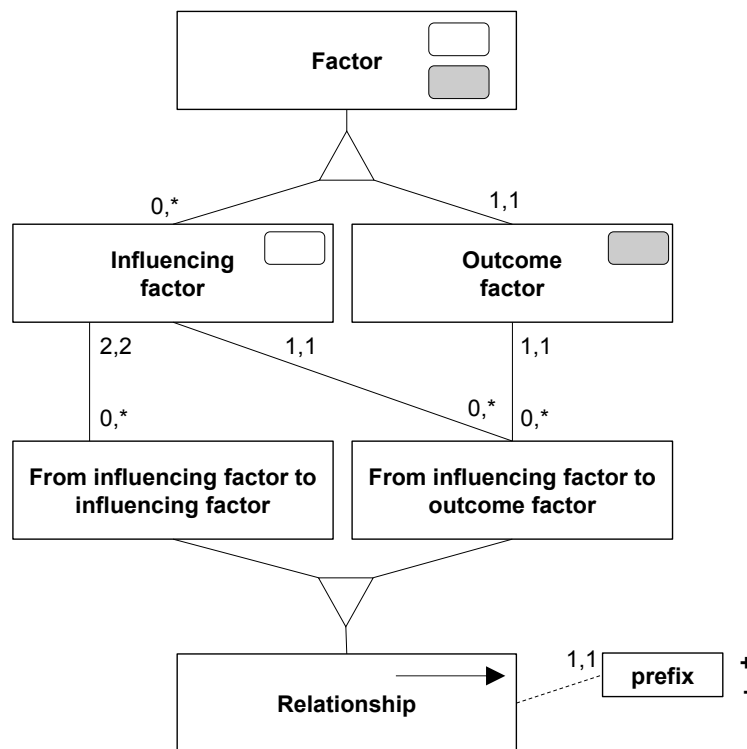 Factor
0,*
1,1
Influencing
factor
Outcome
factor
2,2
1,1
1,1
0,*
0,*
0,*
From influencing factor to
influencing factor
From influencing factor to
outcome factor
1,1
+
prefix
-
Relationship